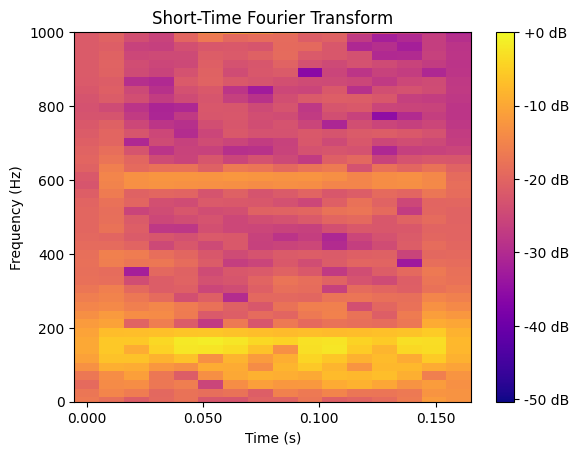 Short-Time Fourier Transform
1000
800
600
400
200
0
Frequency (Hz)
0.000
0.050
0.100
0.150
Time (s)
+0 dB
-10 dB
-20 dB
-30 dB
-40 dB
-50 dB